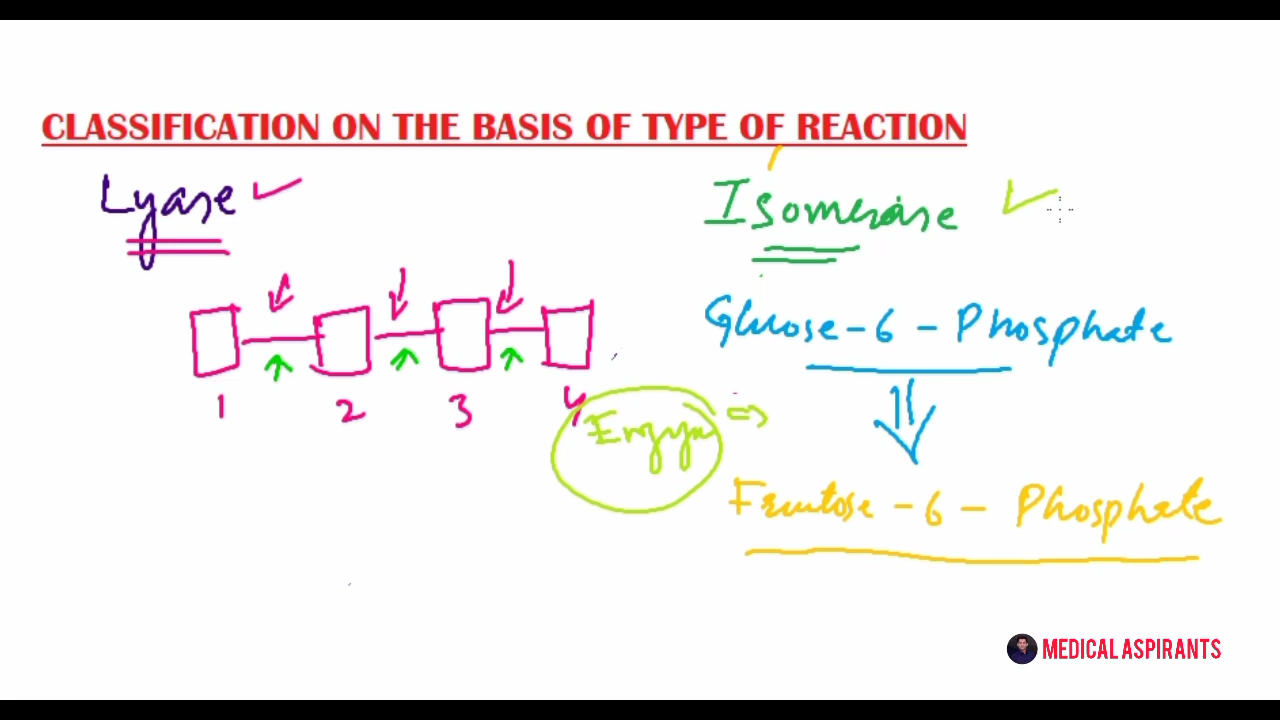 CLASSIFICATION ON THE BASIS OF TYPE OF REACTION
Lyase
1 2 3 4
Isomerase
Glucose-6-Phosphate
Enzym
Fructose-6-Phosphate
MEDICAL ASPIRANTS